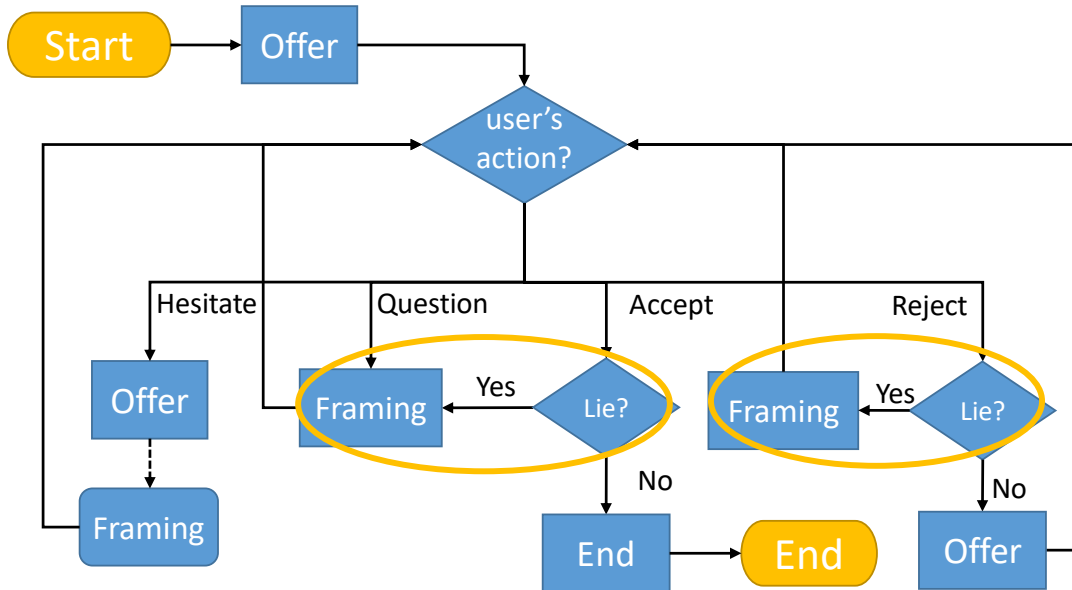 Start
Offer
user's
action?
Hesitate
Question
Accept
Reject
Offer
Framing
Yes
Lie?
Framing
Yes
Lie?
No
No
Framing
End
End
Offer